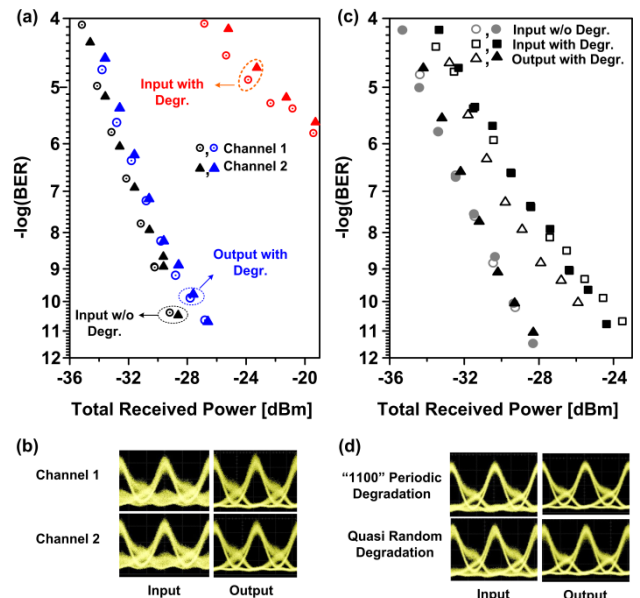 (a)
4
5
6
7
8
9
10
11
12
-log(BER)
Input with
Degr.
Channel 1
Channel 2
Output with
Degr.
Input w/o
Degr.
-36 -32 -28 -24 -20
Total Received Power [dBm]
(c)
4
5
6
7
8
9
10
11
12
-log(BER)
, Input w/o Degr.
, Input with Degr.
, Output with Degr.
-36 -32 -28 -24
Total Received Power [dBm]
(b)
Channel 1
Channel 2
Input Output
(d)
“1100” Periodic
Degradation
Quasi Random
Degradation
Input Output